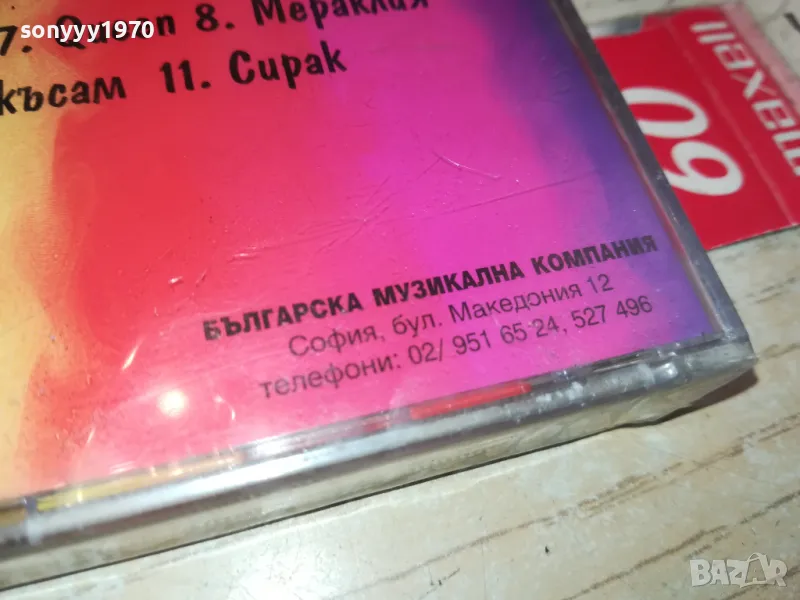 sonyyy1970
7. Queen 8. Мераклия
късам 11. Сирак
maxell
60
БЪЛГАРСКА МУЗИКАЛНА КОМПАНИЯ
София, бул. Македония 12
телефони: 02/ 951 65 24, 527 496
BAZAR